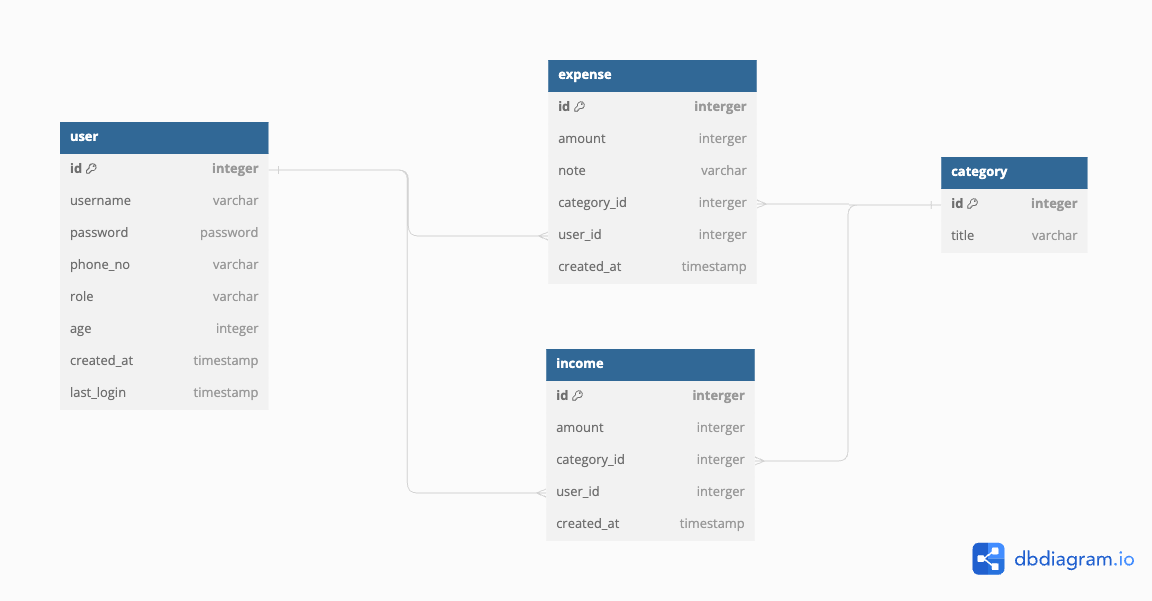 user
id integer
username varchar
password password
phone_no varchar
role varchar
age integer
created_at timestamp
last_login timestamp
expense
id interger
amount interger
note varchar
category_id interger
user_id interger
created_at timestamp
income
id interger
amount interger
category_id interger
user_id interger
created_at timestamp
category
id integer
title varchar
dbdiagram.io